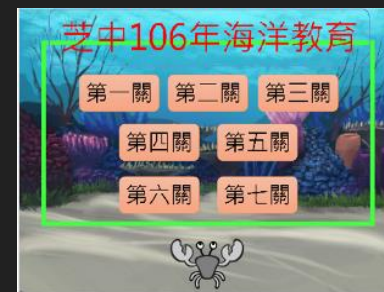 芝中106年海洋教育
第一關 第二關 第三關
第四關 第五關
第六關 第七關